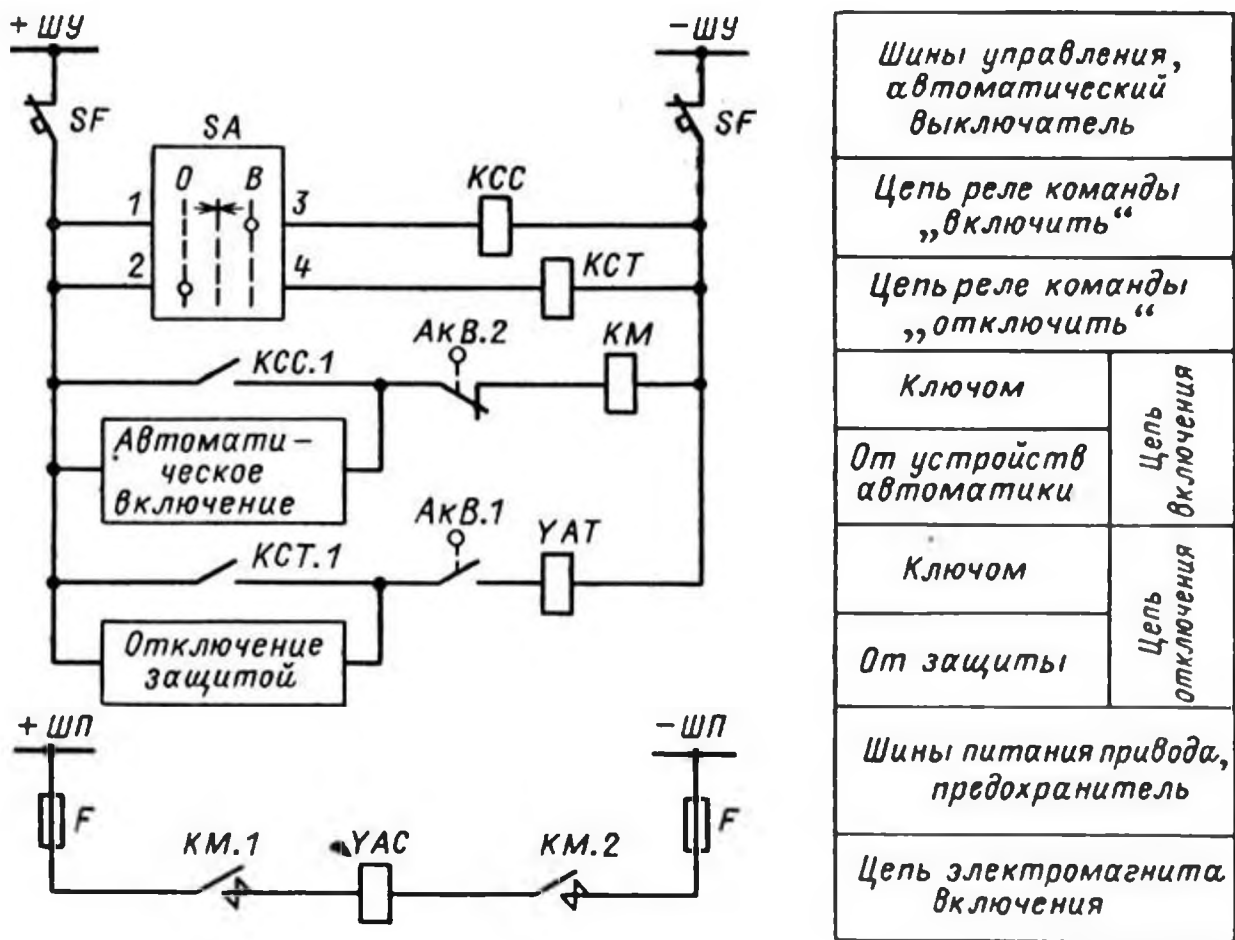 + ШУ
− ШУ
SF
SF
SA
О В
1
3
2
4
КСС
КСТ
КСС.1
АкВ.2
КМ
Автомати−
ческое
включение
КСТ.1
АкВ.1
YAT
Отключение
защитой
+ ШП
− ШП
F
F
КМ.1
YAC
КМ.2
Шины управления,
автоматический
выключатель
Цепь реле команды
„включить“
Цепь реле команды
„отключить“
Ключом
От устройств
автоматики
Цепь
включения
Ключом
От защиты
Цепь
отключения
Шины питания привода,
предохранитель
Цепь электромагнита
включения